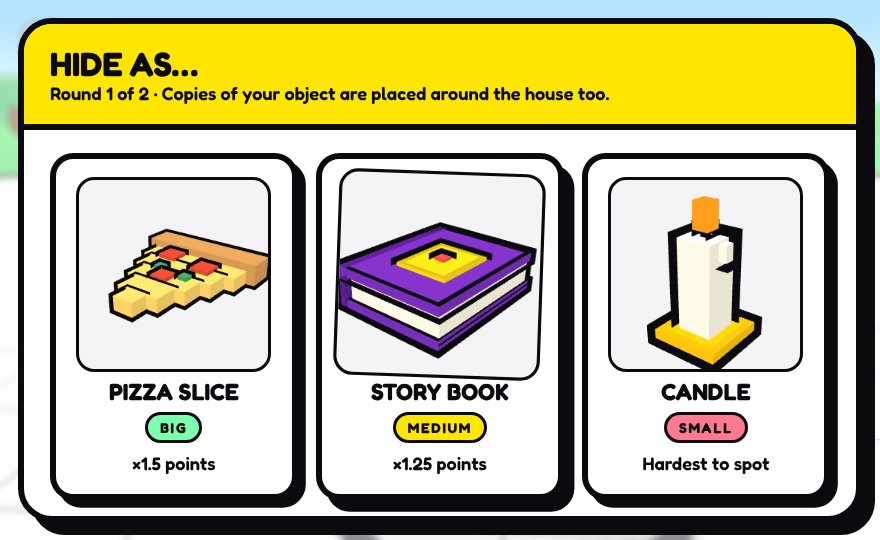 HIDE AS...
Round 1 of 2 · Copies of your object are placed around the house too.
PIZZA SLICE
BIG
×1.5 points
STORY BOOK
MEDIUM
×1.25 points
CANDLE
SMALL
Hardest to spot